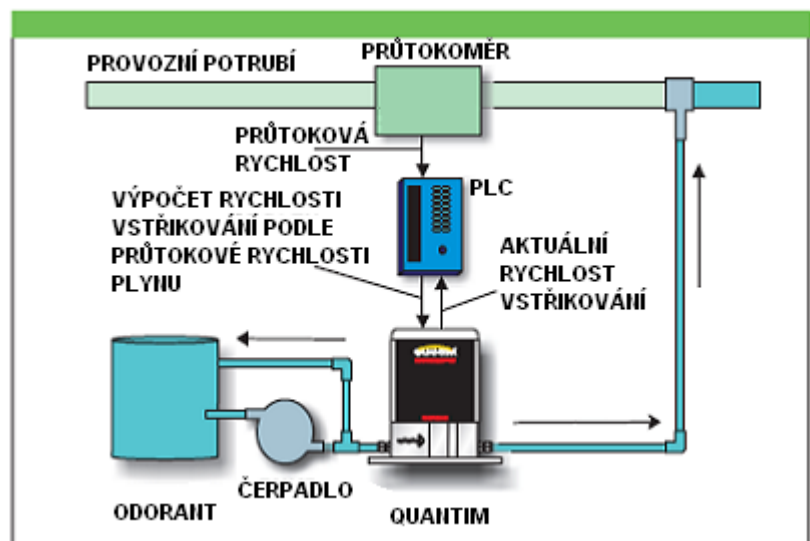 PRŮTOKOMĚR
PROVOZNÍ POTRUBÍ
PRŮTOKOVÁ
RYCHLOST
PLC
VÝPOČET RYCHLOSTI
VSTŘIKOVÁNÍ PODLE
PRŮTOKOVÉ RYCHLOSTI
PLYNU
AKTUÁLNÍ
RYCHLOST
VSTŘIKOVÁNÍ
ČERPADLO
ODORANT
QUANTIM